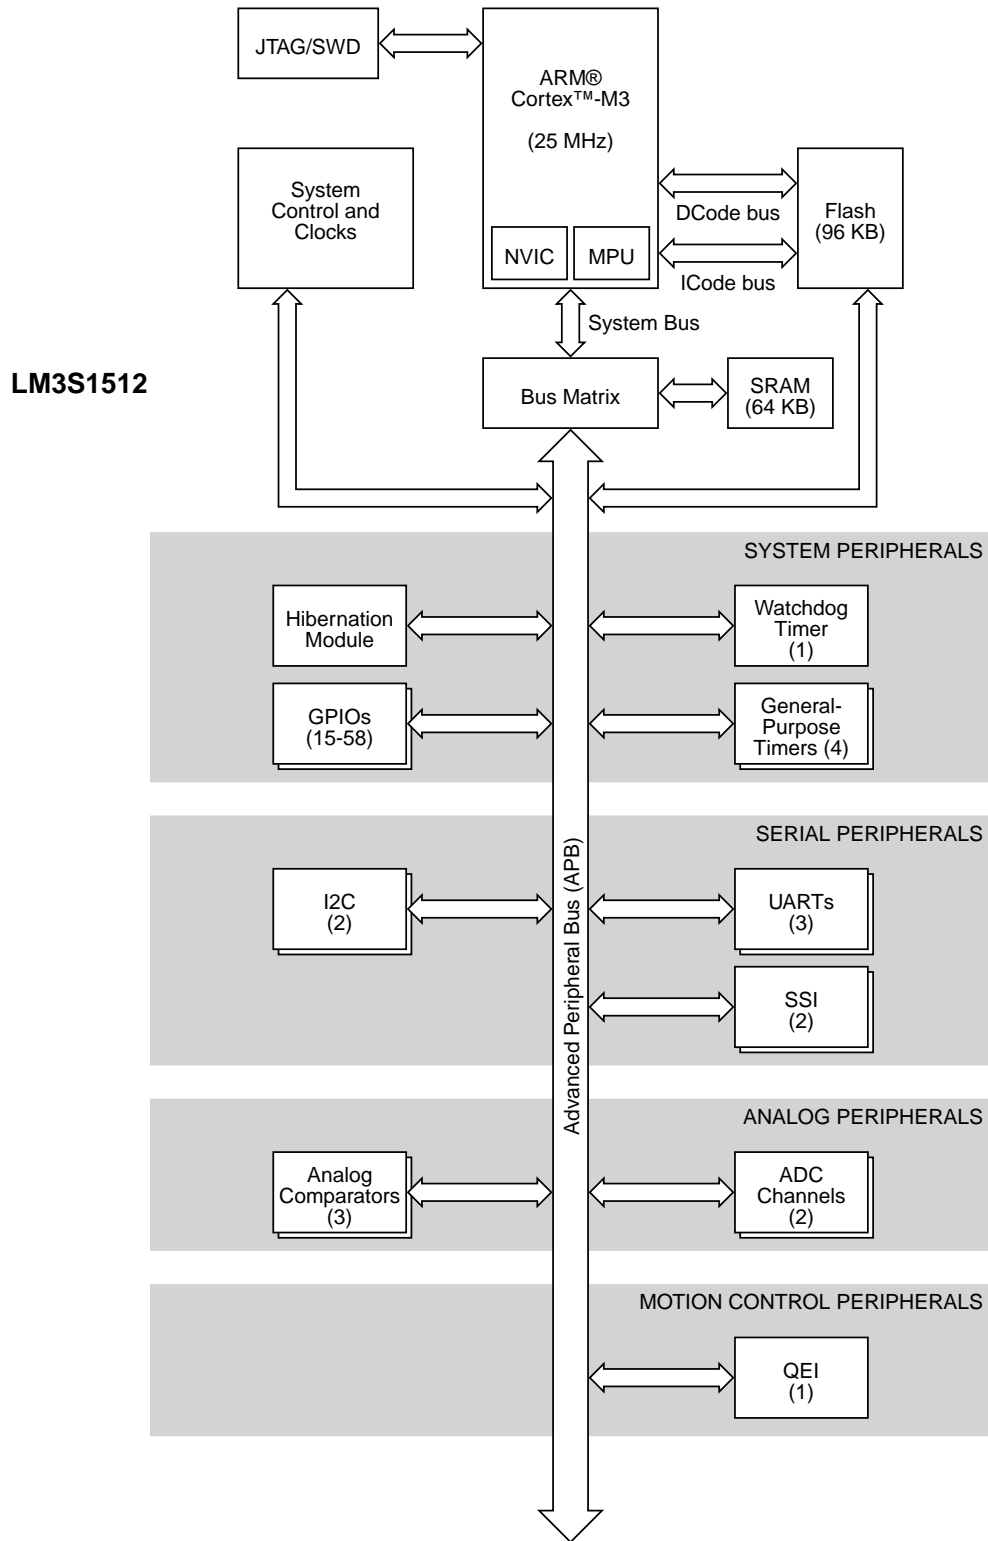 JTAG/SWD
ARM®
Cortex™-M3
(25 MHz)
System
Control and
Clocks
DCode bus
Flash
(96 KB)
NVIC
MPU
ICode bus
System Bus
LM3S1512
Bus Matrix
SRAM
(64 KB)
SYSTEM PERIPHERALS
Hibernation
Module
Watchdog
Timer
(1)
GPIOs
(15-58)
General-
Purpose
Timers (4)
Advanced Peripheral Bus (APB)
SERIAL PERIPHERALS
I2C
(2)
UARTs
(3)
SSI
(2)
ANALOG PERIPHERALS
Analog
Comparators
(3)
ADC
Channels
(2)
MOTION CONTROL PERIPHERALS
QEI
(1)